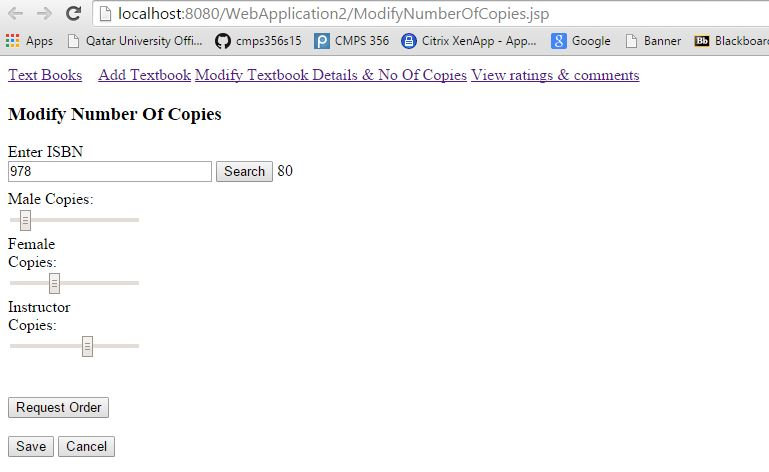 localhost:8080/WebApplication2/ModifyNumberOfCopies.jsp
Apps Qatar University Offi... cmps356s15 CMPS 356 Citrix XenApp - App... Google Banner Blackboard
Text Books Add Textbook Modify Textbook Details & No Of Copies View ratings & comments
Modify Number Of Copies
Enter ISBN
978 Search 80
Male Copies:
Female
Copies:
Instructor
Copies:
Request Order
Save Cancel